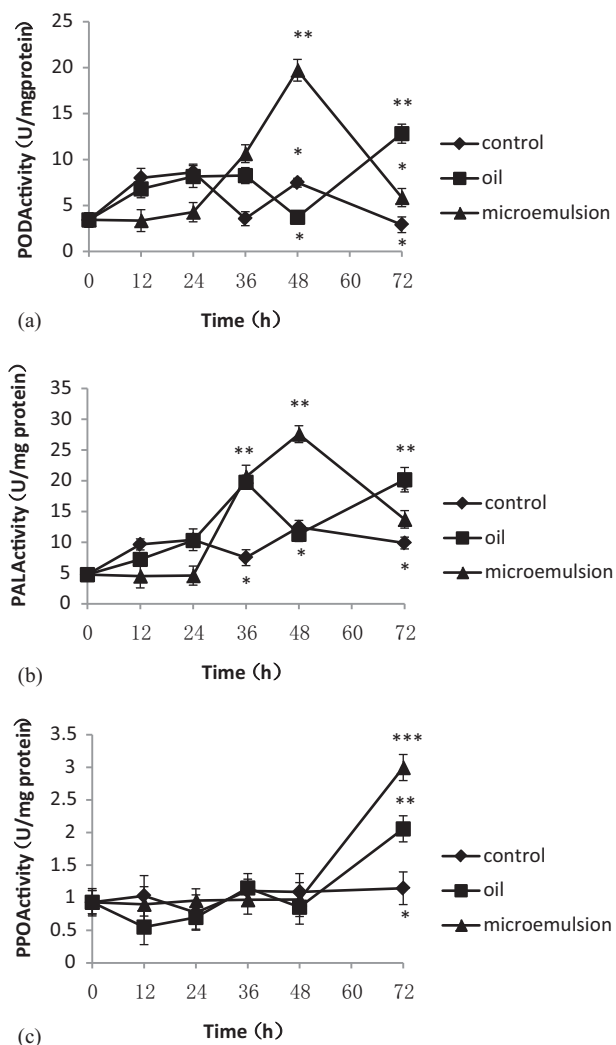 25
20
15
10
5
0
PODActivity (U/mgprotein)
**
**
*
*
*
*
control
oil
microemulsion
0 12 24 36 48 60 72
Time (h)
(a)
35
30
25
20
15
10
5
0
PALActivity (U/mg protein)
**
**
**
*
*
*
control
oil
microemulsion
0 12 24 36 48 60 72
Time (h)
(b)
3.5
3
2.5
2
1.5
1
0.5
0
PPOActivity (U/mg protein)
***
**
*
control
oil
microemulsion
0 12 24 36 48 60 72
Time (h)
(c)